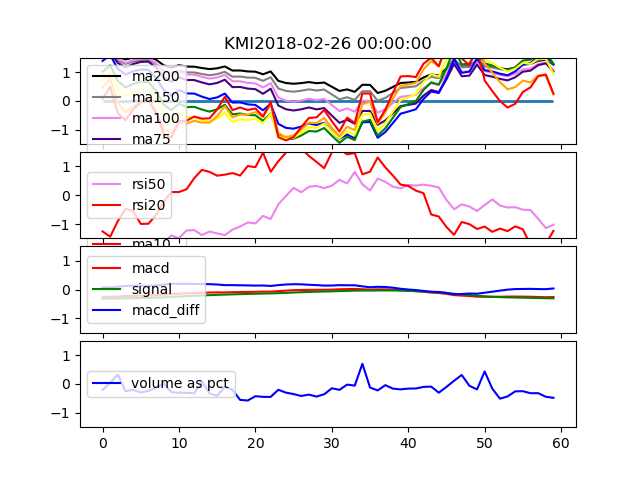 KMI2018-02-26 00:00:00
1
0
−1
ma200
ma150
ma100
ma75
1
0
−1
rsi50
rsi20
ma10
1
0
−1
macd
signal
macd_diff
1
0
−1
volume as pct
0 10 20 30 40 50 60